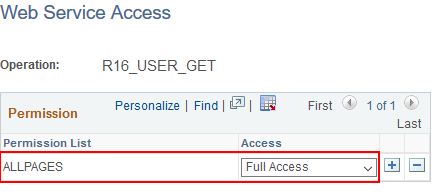 Web Service Access
Operation: R16_USER_GET
Permission Personalize | Find | | First 1 of 1 Last
Permission List Access
ALLPAGES Full Access